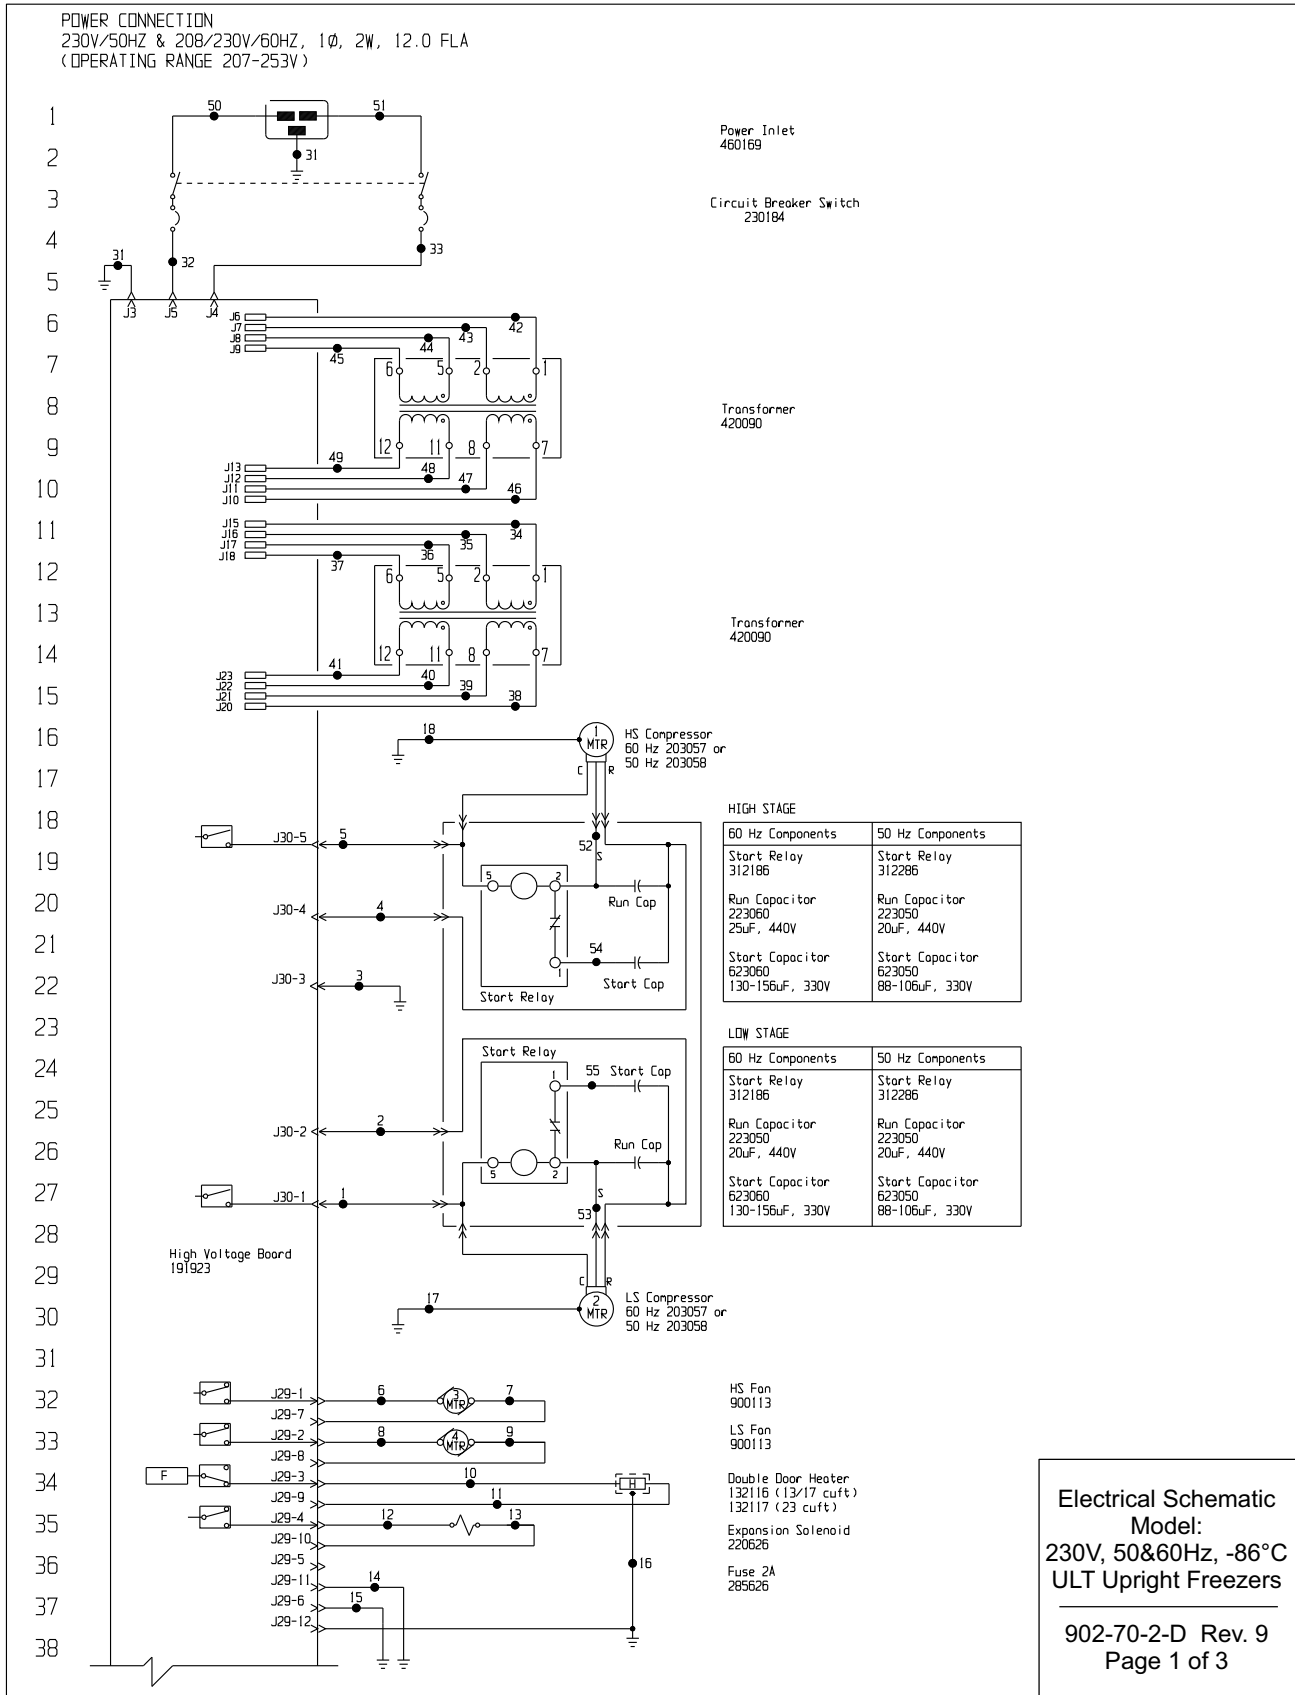 POWER CONNECTION
230V/50HZ & 208/230V/60HZ, 1Ø, 2W, 12.0 FLA
(OPERATING RANGE 207-253V)
1
50
51
Power Inlet
460169
2
31
3
Circuit Breaker Switch
230184
4
31
32
33
5
J3
J5
J4
6
J6
J7
J8
J9
42
43
44
45
7
6
5
2
1
8
Transformer
420090
9
12
11
8
7
10
J13
J12
J11
J10
49
48
47
46
11
J15
J16
J17
J18
34
35
36
37
12
6
5
2
1
13
Transformer
420090
14
12
11
8
7
15
J23
J22
J21
J20
41
40
39
38
16
18
1
MTR
HS Compressor
60 Hz 203057 or
50 Hz 203058
17
C
R
18
J30-5
5
52
S
19
5
2
20
Run Cap
J30-4
4
21
54
1
22
J30-3
3
Start Cap
Start Relay
HIGH STAGE
60 Hz Components
50 Hz Components
Start Relay
312186
Start Relay
312286
Run Capacitor
223060
25uF, 440V
Run Capacitor
223050
20uF, 440V
Start Capacitor
623060
130-156uF, 330V
Start Capacitor
623050
88-106uF, 330V
23
24
Start Relay
1
55
Start Cap
25
J30-2
2
26
Run Cap
5
2
27
J30-1
1
S
53
28
LOW STAGE
60 Hz Components
50 Hz Components
Start Relay
312186
Start Relay
312286
Run Capacitor
223050
20uF, 440V
Run Capacitor
223050
20uF, 440V
Start Capacitor
623060
130-156uF, 330V
Start Capacitor
623050
88-106uF, 330V
High Voltage Board
191923
29
C
R
30
17
2
MTR
LS Compressor
60 Hz 203057 or
50 Hz 203058
31
32
J29-1
6
3
MTR
7
HS Fan
900113
J29-7
33
J29-2
8
4
MTR
9
LS Fan
900113
J29-8
34
F
J29-3
10
H
Double Door Heater
132116 (13/17 cuft)
132117 (23 cuft)
J29-9
11
35
J29-4
12
13
Expansion Solenoid
220626
J29-10
36
J29-5
16
Fuse 2A
285626
J29-11
14
37
J29-6
15
J29-12
38
Electrical Schematic
Model:
230V, 50&60Hz, -86°C
ULT Upright Freezers
902-70-2-D Rev. 9
Page 1 of 3